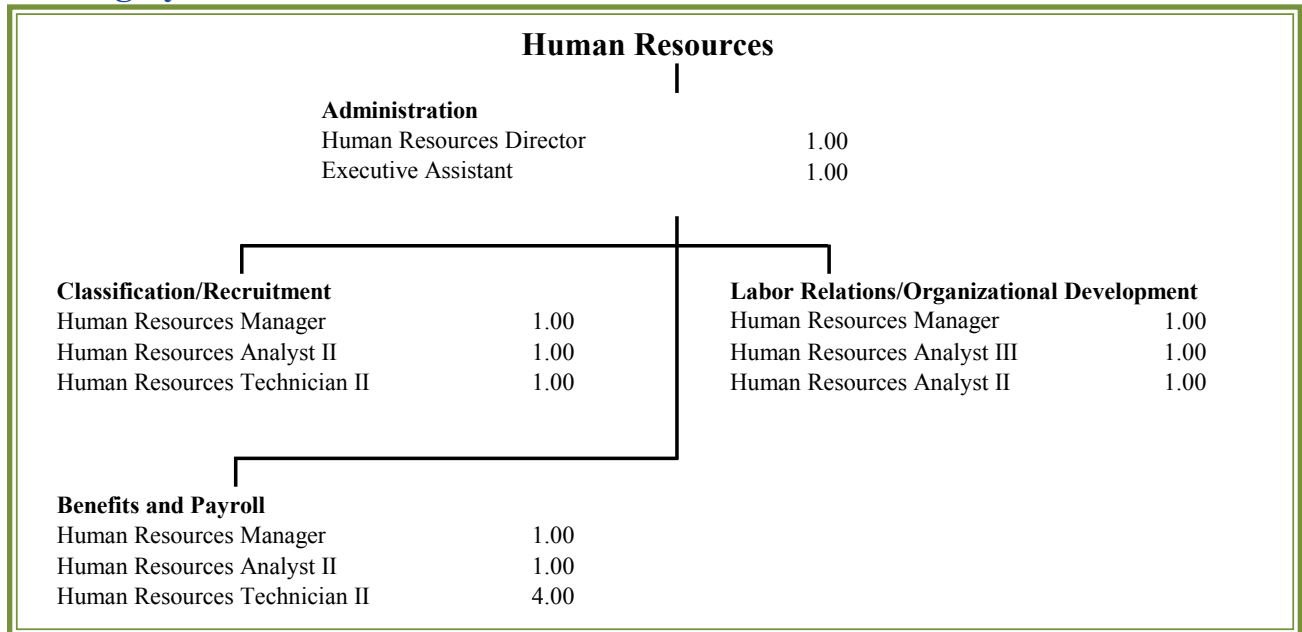 Human Resources
Administration
Human Resources Director 1.00
Executive Assistant 1.00
Classification/Recruitment
Human Resources Manager 1.00
Human Resources Analyst II 1.00
Human Resources Technician II 1.00
Labor Relations/Organizational Development
Human Resources Manager 1.00
Human Resources Analyst III 1.00
Human Resources Analyst II 1.00
Benefits and Payroll
Human Resources Manager 1.00
Human Resources Analyst II 1.00
Human Resources Technician II 4.00